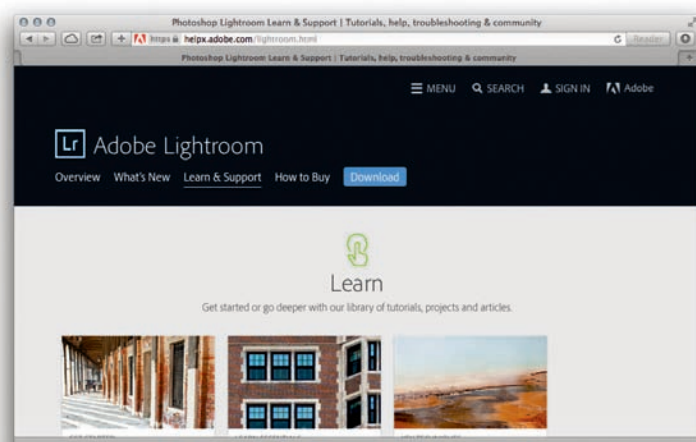 Photoshop Lightroom Learn & Support | Tutorials, help, troubleshooting & community
https helpx.adobe.com/lightroom.html
Reader
Photoshop Lightroom Learn & Support | Tutorials, help, troubleshooting & community
MENU SEARCH SIGN IN Adobe
Lr Adobe Lightroom
Overview What's New Learn & Support How to Buy Download
Learn
Get started or go deeper with our library of tutorials, projects and articles.